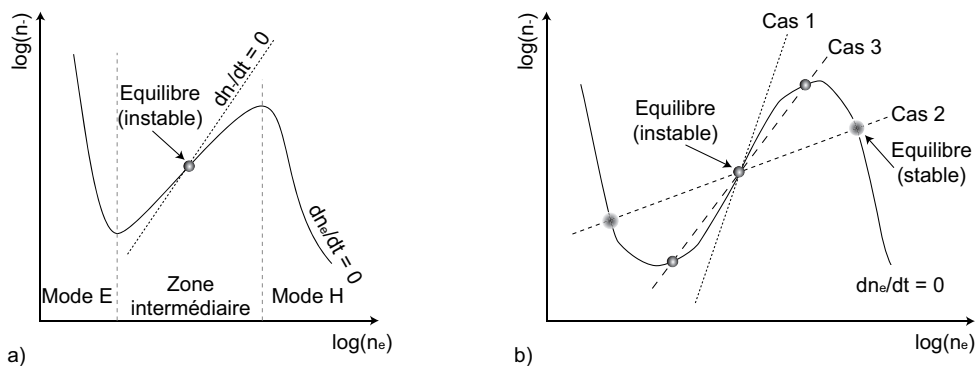 log(n-)
Equilibre
(instable)
dn-/dt = 0
dne/dt = 0
Mode E
Zone
intermédiaire
Mode H
log(ne)
a)
log(n-)
Cas 1
Cas 3
Equilibre
(instable)
Cas 2
Equilibre
(stable)
dne/dt = 0
log(ne)
b)